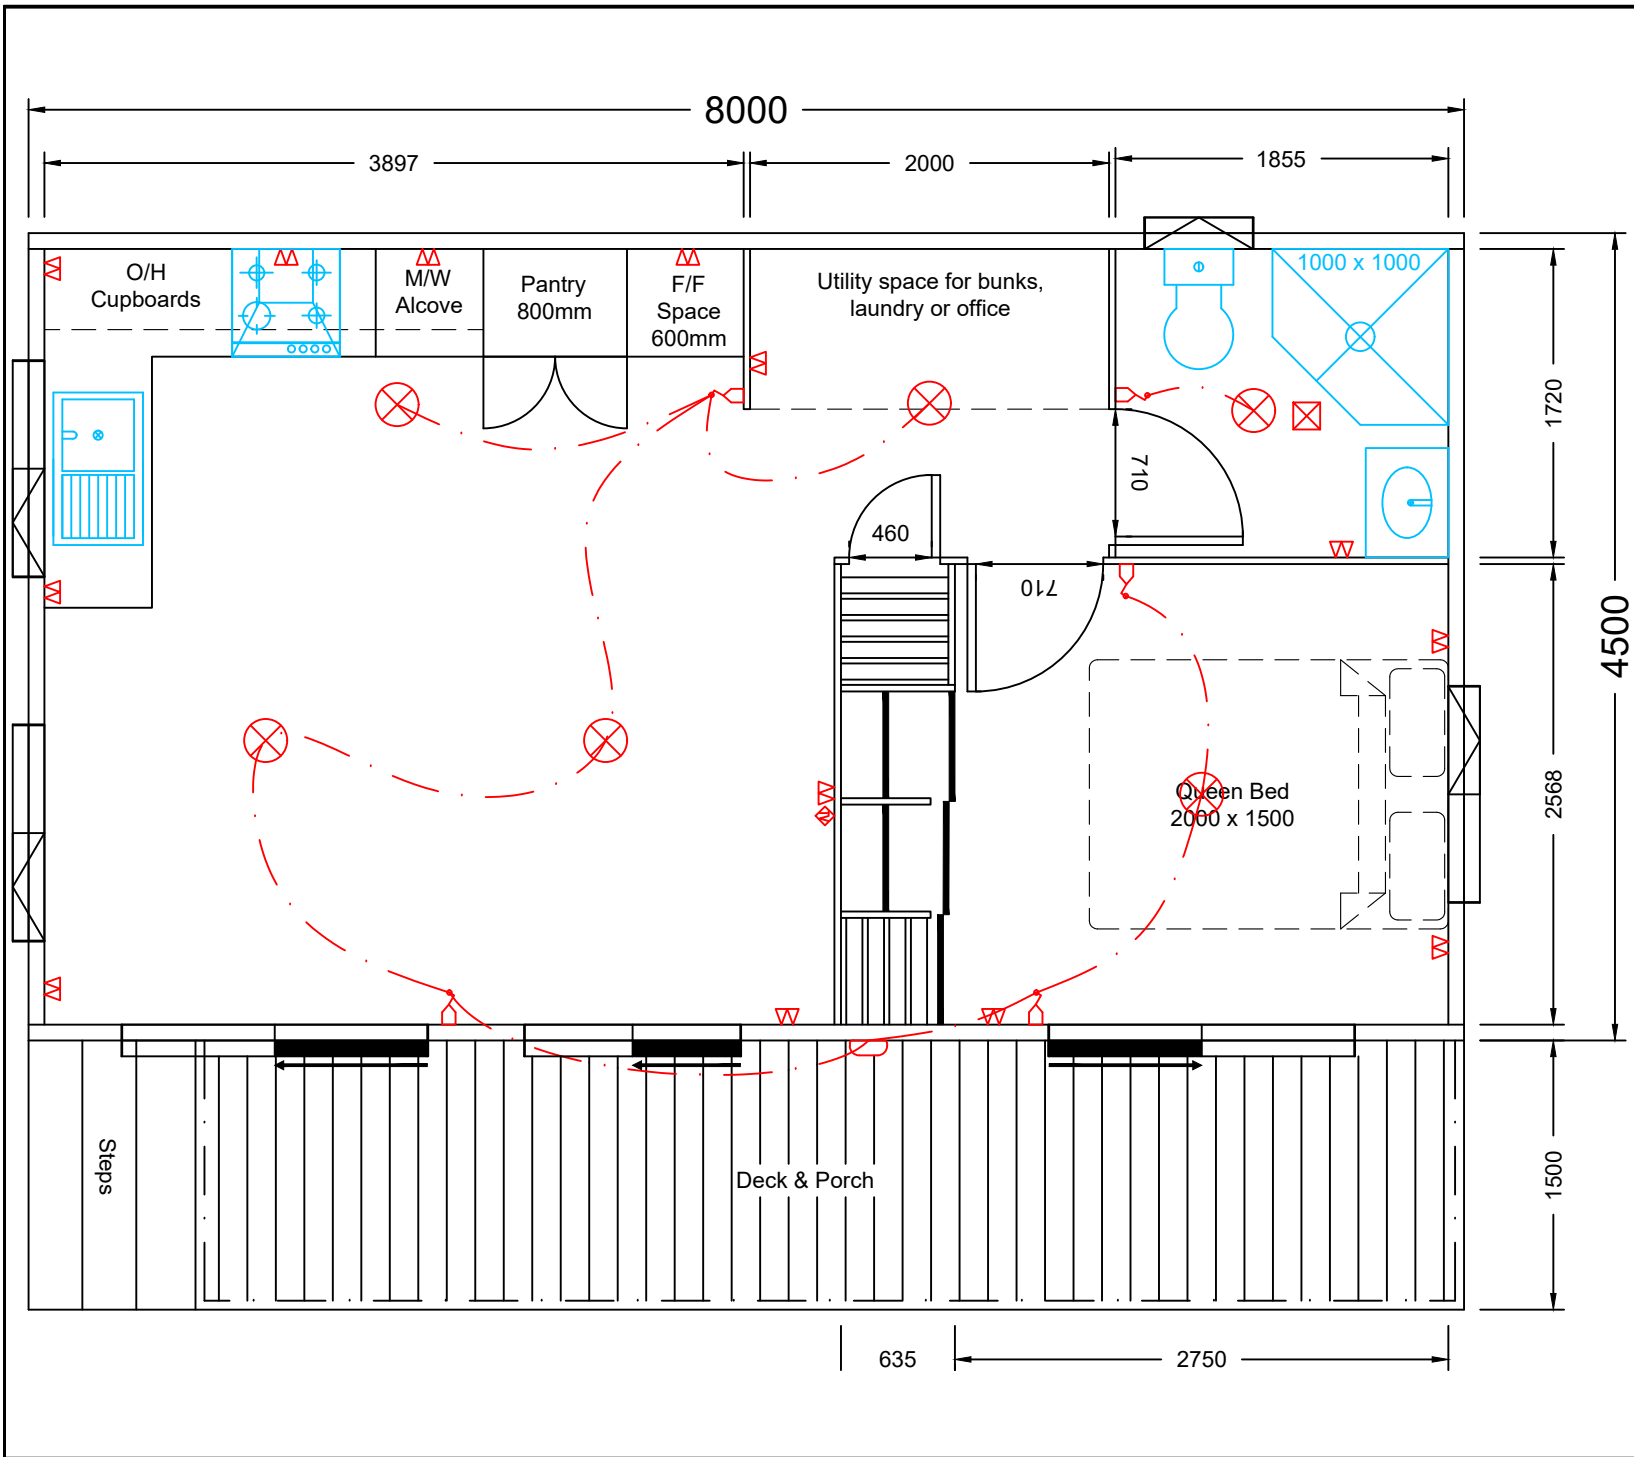 8000
3897
2000
1855
O/H
Cupboards
M/W
Alcove
Pantry
800mm
F/F
Space
600mm
Utility space for bunks,
laundry or office
1000 x 1000
1720
710
460
710
4500
2568
Queen Bed
2000 x 1500
Steps
Deck & Porch
1500
635
2750